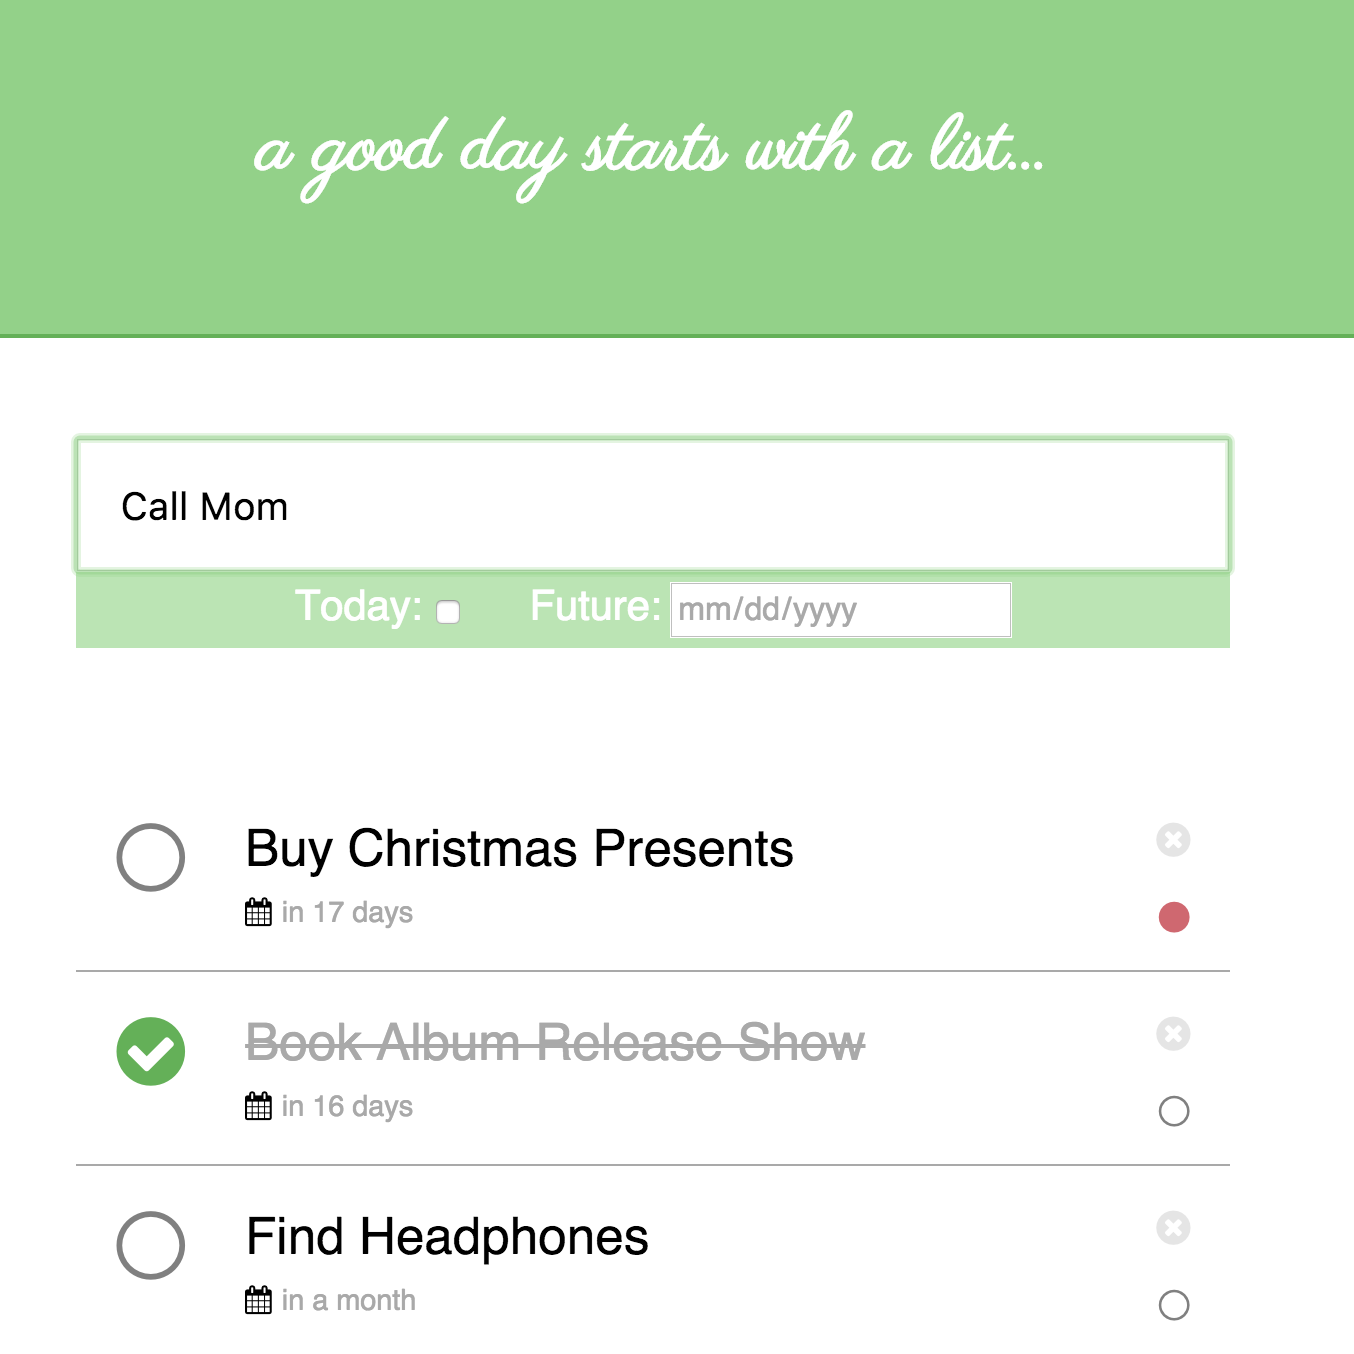 a good day starts with a list...
Call Mom
Today: Future: mm/dd/yyyy
Buy Christmas Presents
in 17 days
Book Album Release Show
in 16 days
Find Headphones
in a month